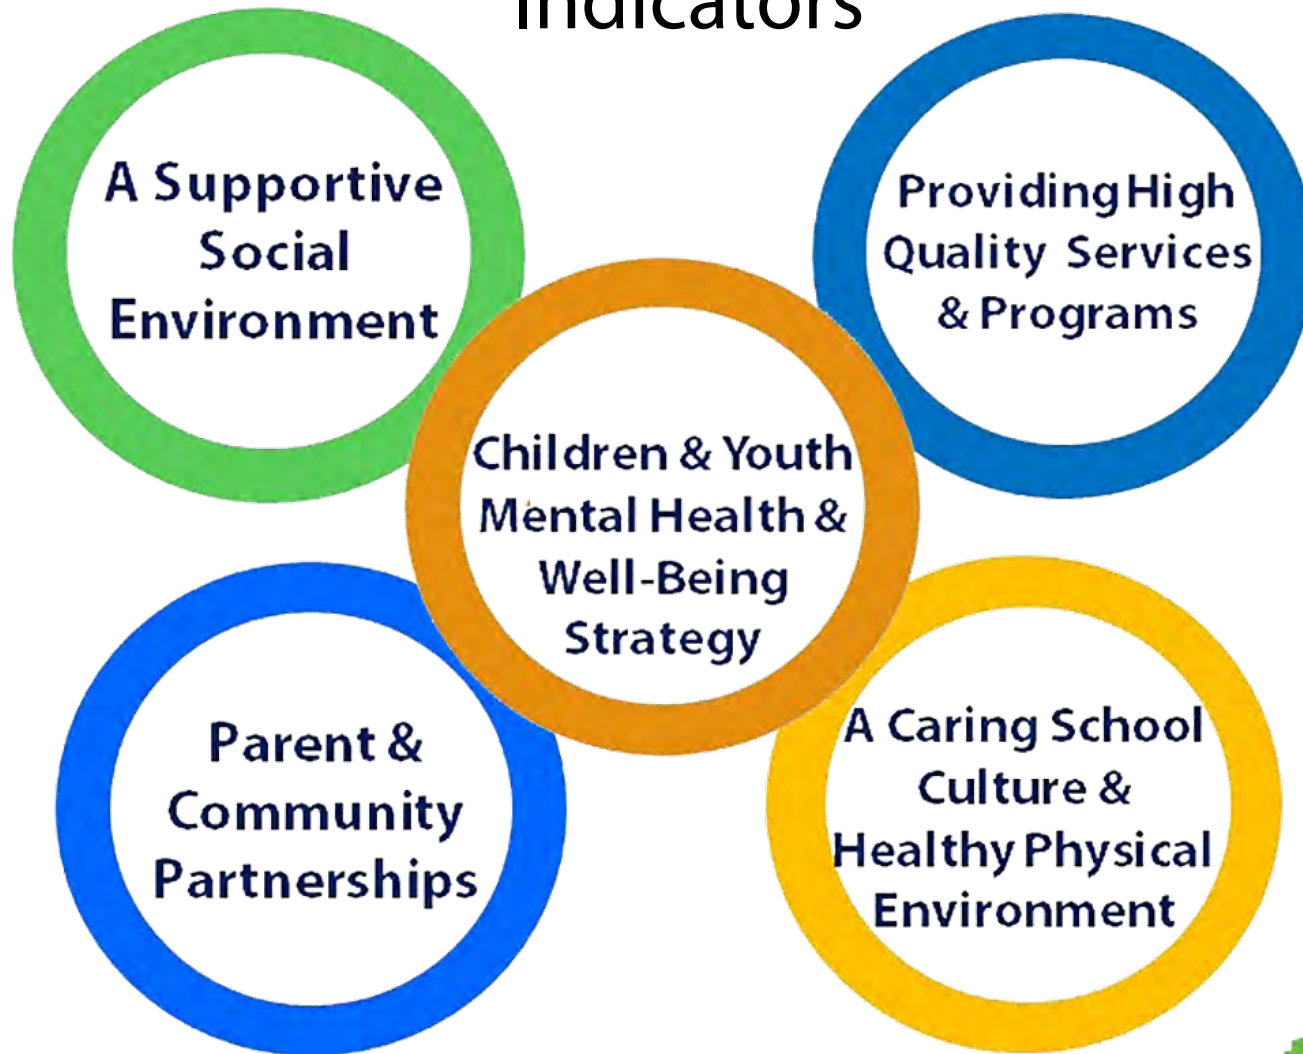 Indicators
A Supportive
Social
Environment
Providing High
Quality Services
& Programs
Children & Youth
Mental Health &
Well-Being
Strategy
Parent &
Community
Partnerships
A Caring School
Culture &
Healthy Physical
Environment